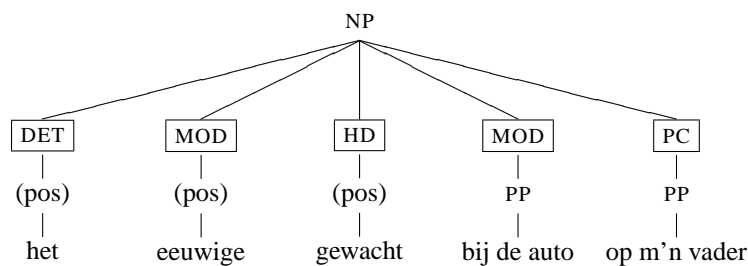 NP
DET MOD HD MOD PC
(pos) (pos) (pos) PP PP
het eeuwige gewacht bij de auto op m'n vader